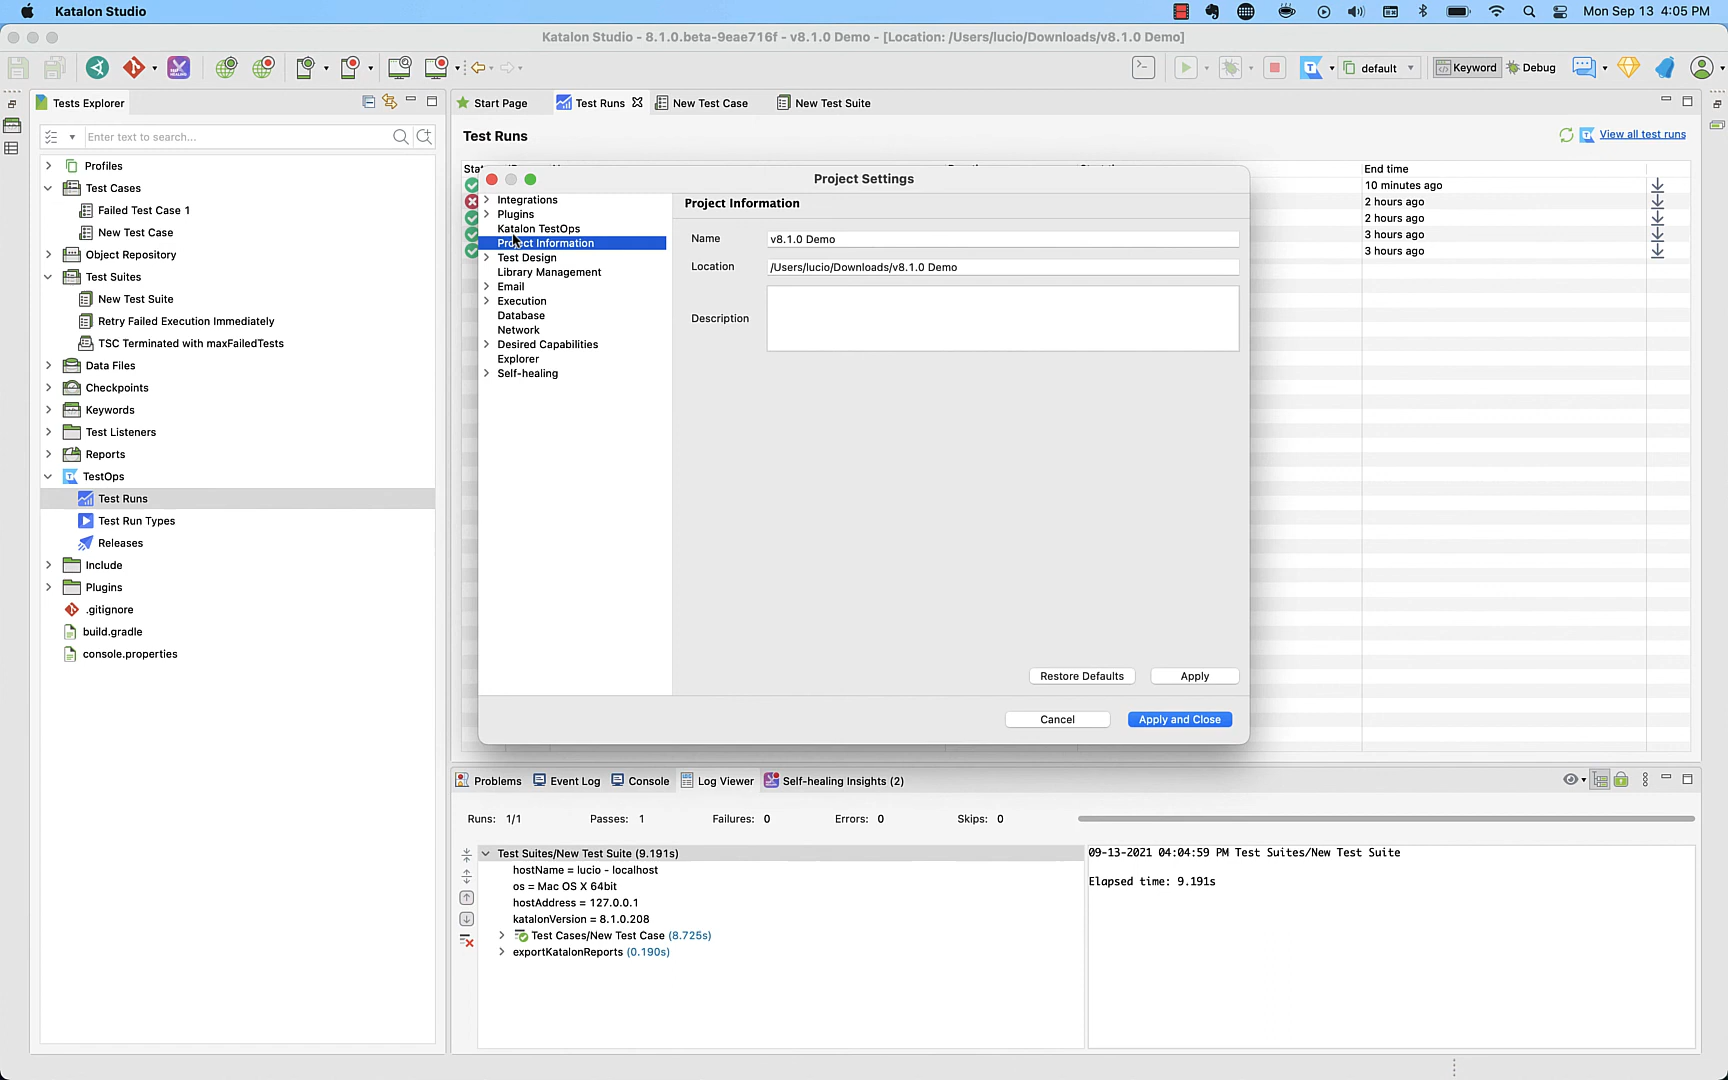 Katalon Studio
Mon Sep 13 4:05 PM
Katalon Studio - 8.1.0.beta-9eae716f - v8.1.0 Demo - [Location: /Users/lucio/Downloads/v8.1.0 Demo]
default
Keyword
Debug
Tests Explorer
Start Page
Test Runs
New Test Case
New Test Suite
Enter text to search...
Test Runs
View all test runs
Profiles
Test Cases
Failed Test Case 1
New Test Case
Object Repository
Test Suites
New Test Suite
Retry Failed Execution Immediately
TSC Terminated with maxFailedTests
Data Files
Checkpoints
Keywords
Test Listeners
Reports
TestOps
Test Runs
Test Run Types
Releases
Include
Plugins
.gitignore
build.gradle
console.properties
End time
10 minutes ago
2 hours ago
2 hours ago
3 hours ago
3 hours ago
Project Settings
Integrations
Plugins
Katalon TestOps
Project Information
Test Design
Library Management
Email
Execution
Database
Network
Desired Capabilities
Explorer
Self-healing
Project Information
Name v8.1.0 Demo
Location /Users/lucio/Downloads/v8.1.0 Demo
Description
Restore Defaults
Apply
Cancel
Apply and Close
Problems
Event Log
Console
Log Viewer
Self-healing Insights (2)
Runs: 1/1
Passes: 1
Failures: 0
Errors: 0
Skips: 0
Test Suites/New Test Suite (9.191s)
hostName = lucio - localhost
os = Mac OS X 64bit
hostAddress = 127.0.0.1
katalonVersion = 8.1.0.208
Test Cases/New Test Case (8.725s)
exportKatalonReports (0.190s)
09-13-2021 04:04:59 PM Test Suites/New Test Suite
Elapsed time: 9.191s